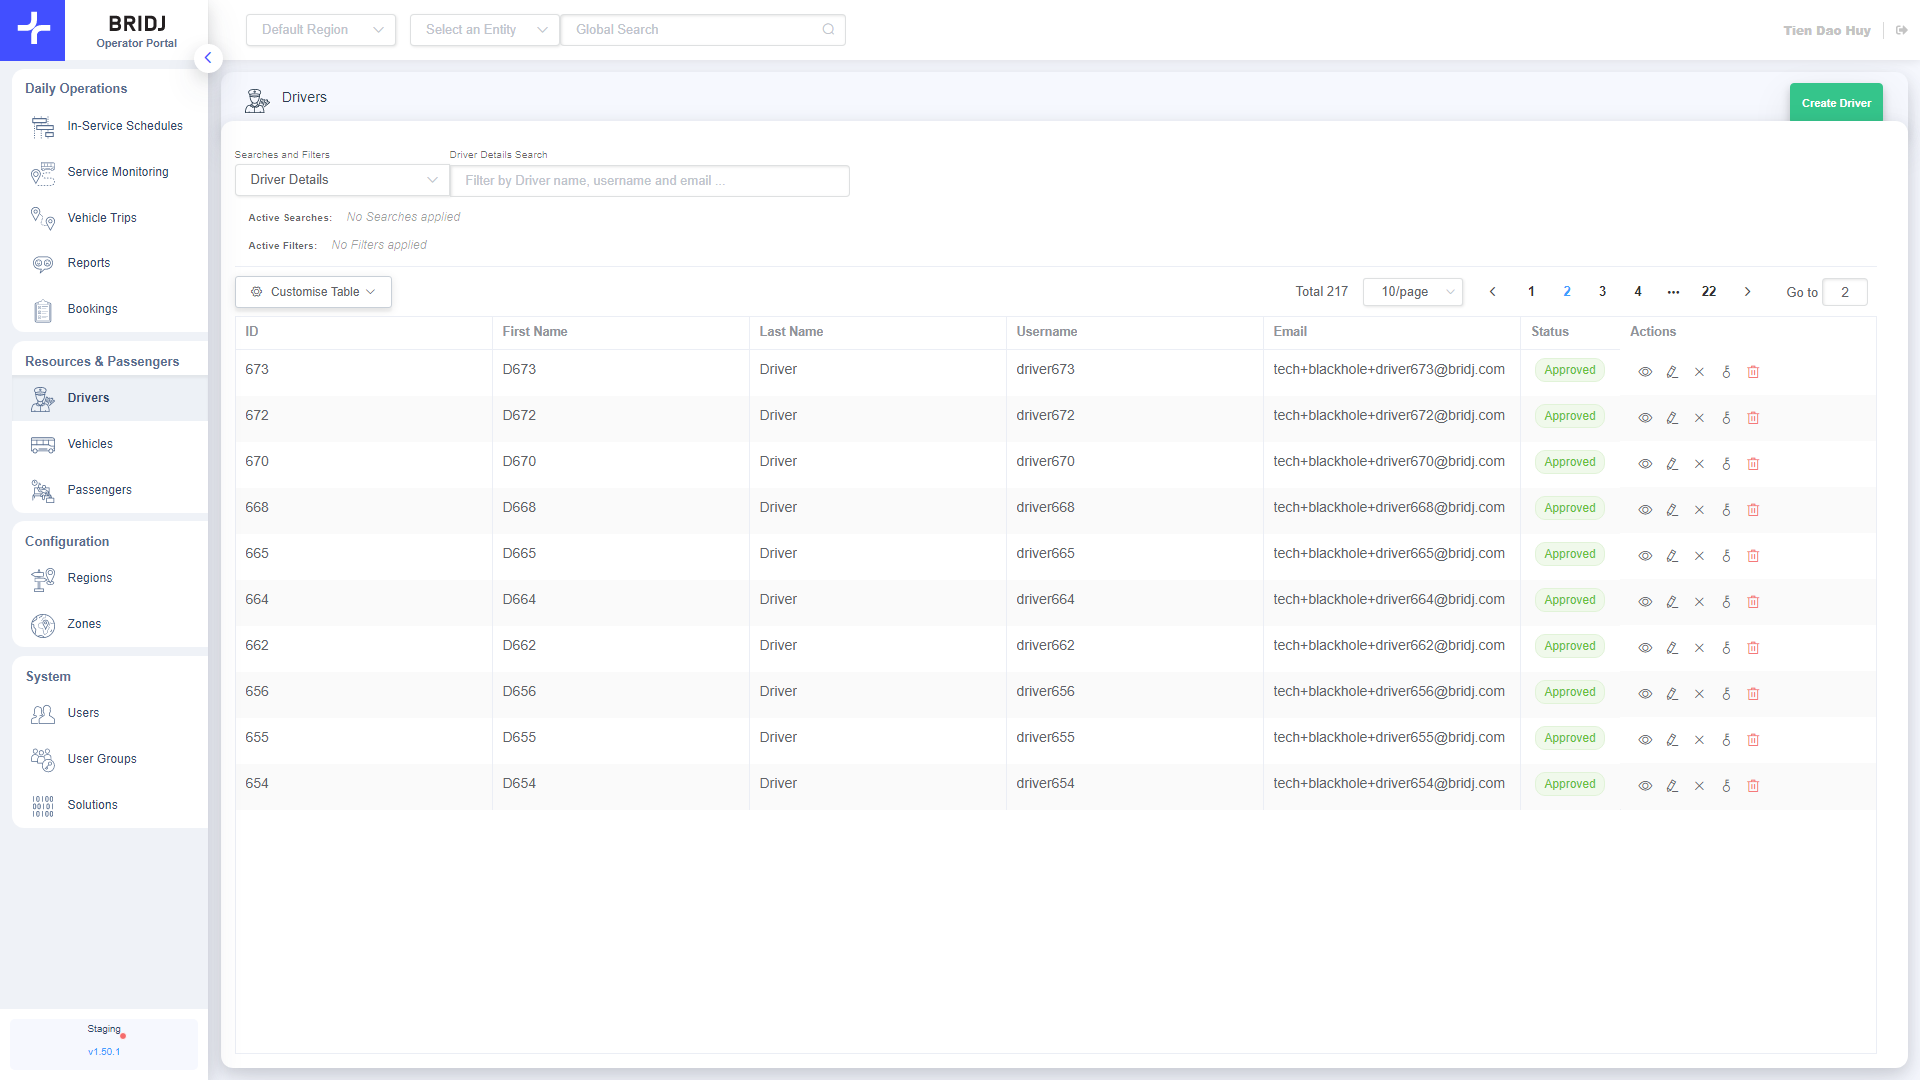 BRIDJ
Operator Portal
Default Region
Select an Entity
Global Search
Tien Dao Huy
Daily Operations
In-Service Schedules
Service Monitoring
Vehicle Trips
Reports
Bookings
Resources & Passengers
Drivers
Vehicles
Passengers
Configuration
Regions
Zones
System
Users
User Groups
Solutions
Staging
v1.50.1
Drivers
Create Driver
Searches and Filters
Driver Details Search
Driver Details
Filter by Driver name, username and email ...
Active Searches: No Searches applied
Active Filters: No Filters applied
Customise Table
Total 217 10/page 1 2 3 4 ••• 22 Go to 2
ID First Name Last Name Username Email Status Actions
673 D673 Driver driver673 tech+blackhole+driver673@bridj.com Approved
672 D672 Driver driver672 tech+blackhole+driver672@bridj.com Approved
670 D670 Driver driver670 tech+blackhole+driver670@bridj.com Approved
668 D668 Driver driver668 tech+blackhole+driver668@bridj.com Approved
665 D665 Driver driver665 tech+blackhole+driver665@bridj.com Approved
664 D664 Driver driver664 tech+blackhole+driver664@bridj.com Approved
662 D662 Driver driver662 tech+blackhole+driver662@bridj.com Approved
656 D656 Driver driver656 tech+blackhole+driver656@bridj.com Approved
655 D655 Driver driver655 tech+blackhole+driver655@bridj.com Approved
654 D654 Driver driver654 tech+blackhole+driver654@bridj.com Approved